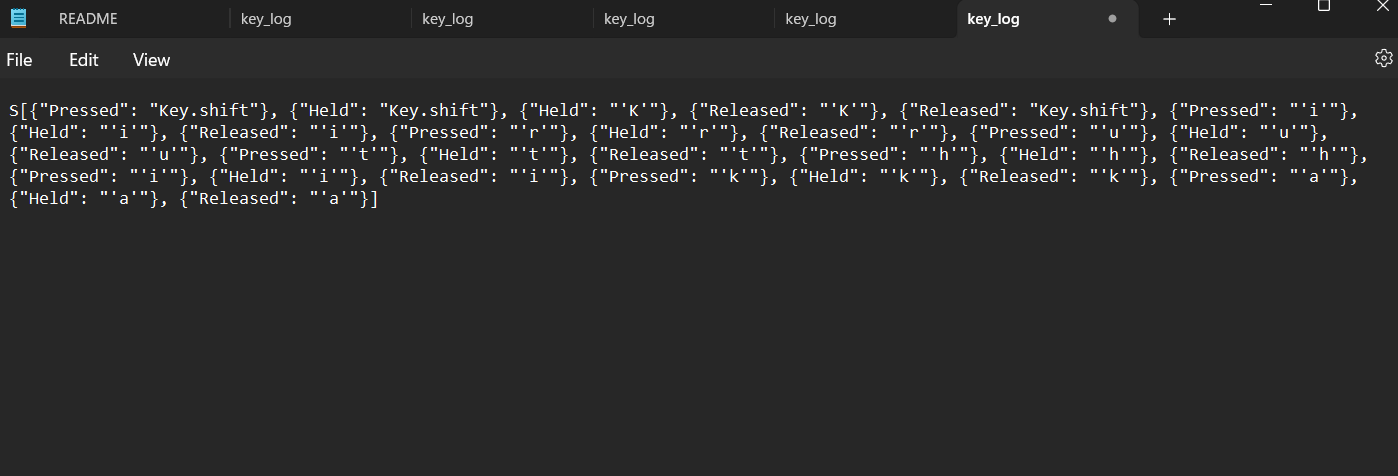 README key_log key_log key_log key_log key_log
File Edit View
S[{"Pressed": "Key.shift"}, {"Held": "Key.shift"}, {"Held": "'K'"}, {"Released": "'K'"}, {"Released": "Key.shift"}, {"Pressed": "'i'"},
{"Held": "'i'"}, {"Released": "'i'"}, {"Pressed": "'r'"}, {"Held": "'r'"}, {"Released": "'r'"}, {"Pressed": "'u'"}, {"Held": "'u'"},
{"Released": "'u'"}, {"Pressed": "'t'"}, {"Held": "'t'"}, {"Released": "'t'"}, {"Pressed": "'h'"}, {"Held": "'h'"}, {"Released": "'h'"},
{"Pressed": "'i'"}, {"Held": "'i'"}, {"Released": "'i'"}, {"Pressed": "'k'"}, {"Held": "'k'"}, {"Released": "'k'"}, {"Pressed": "'a'"},
{"Held": "'a'"}, {"Released": "'a'"}]